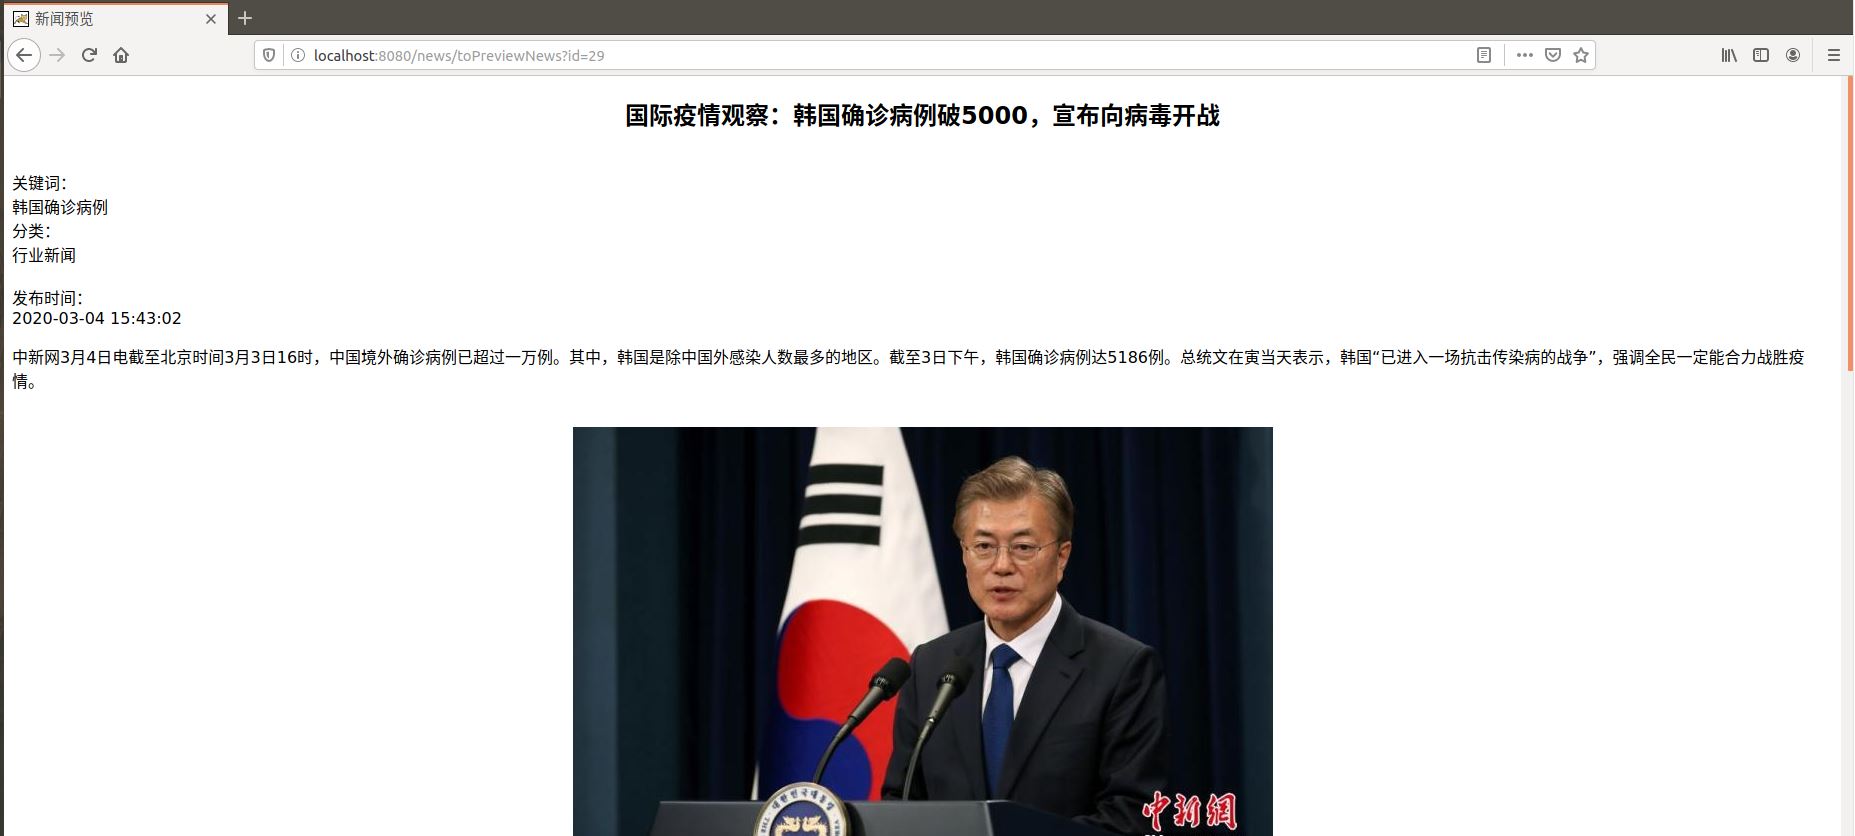 新闻预览
localhost:8080/news/toPreviewNews?id=29
国际疫情观察：韩国确诊病例破5000，宣布向病毒开战
关键词：
韩国确诊病例
分类：
行业新闻
发布时间：
2020-03-04 15:43:02
中新网3月4日电截至北京时间3月3日16时，中国境外确诊病例已超过一万例。其中，韩国是除中国外感染人数最多的地区。截至3日下午，韩国确诊病例达5186例。总统文在寅当天表示，韩国“已进入一场抗击传染病的战争”，强调全民一定能合力战胜疫
情。
대한민국대통령
中新網